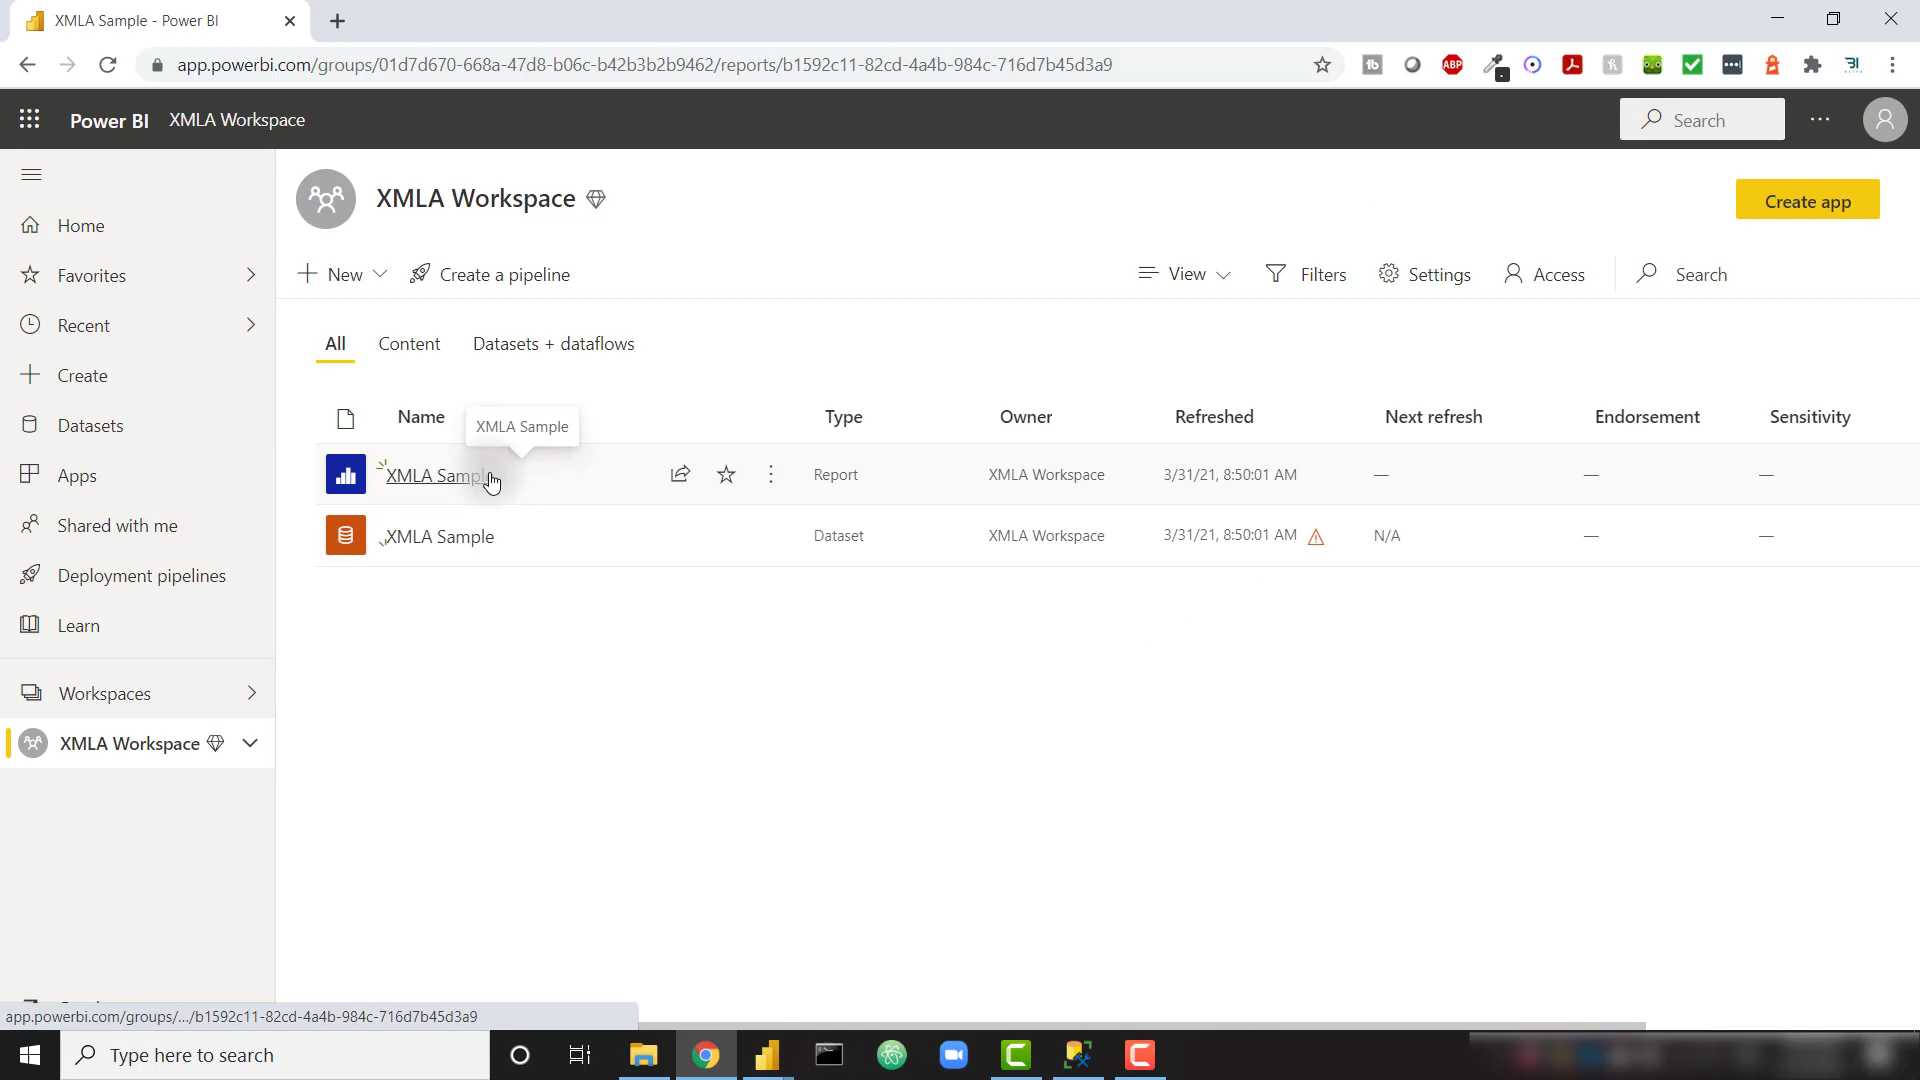 XMLA Sample - Power BI
app.powerbi.com/groups/01d7d670-668a-47d8-b06c-b42b3b2b9462/reports/b1592c11-82cd-4a4b-984c-716d7b45d3a9
Power BI XMLA Workspace Search
XMLA Workspace
Create app
New Create a pipeline View Filters Settings Access Search
Home
Favorites
Recent
Create
Datasets
Apps
Shared with me
Deployment pipelines
Learn
Workspaces
XMLA Workspace
All Content Datasets + dataflows
Name Type Owner Refreshed Next refresh Endorsement Sensitivity
XMLA Sample
XMLA Sample Report XMLA Workspace 3/31/21, 8:50:01 AM — — —
XMLA Sample Dataset XMLA Workspace 3/31/21, 8:50:01 AM N/A — —
app.powerbi.com/groups/.../b1592c11-82cd-4a4b-984c-716d7b45d3a9
Type here to search